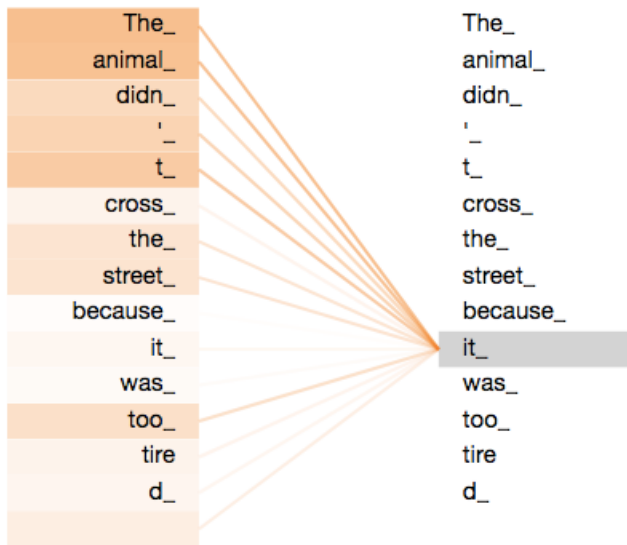 The_ The_
animal_ animal_
didn_ didn_
'_ '_
t_ t_
cross_ cross_
the_ the_
street_ street_
because_ because_
it_ it_
was_ was_
too_ too_
tire tire
d_ d_